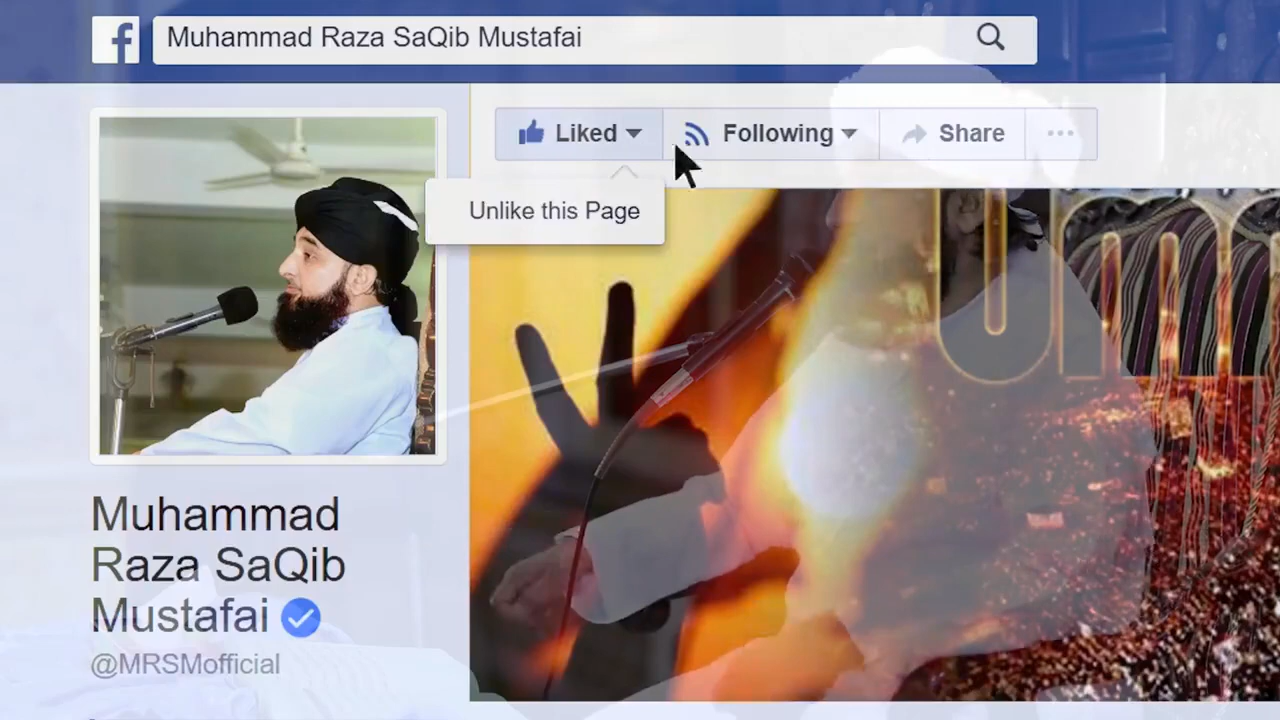 f Muhammad Raza SaQib Mustafai
Liked Following Share
Unlike this Page
Muhammad
Raza SaQib
Mustafai
@MRSMofficial